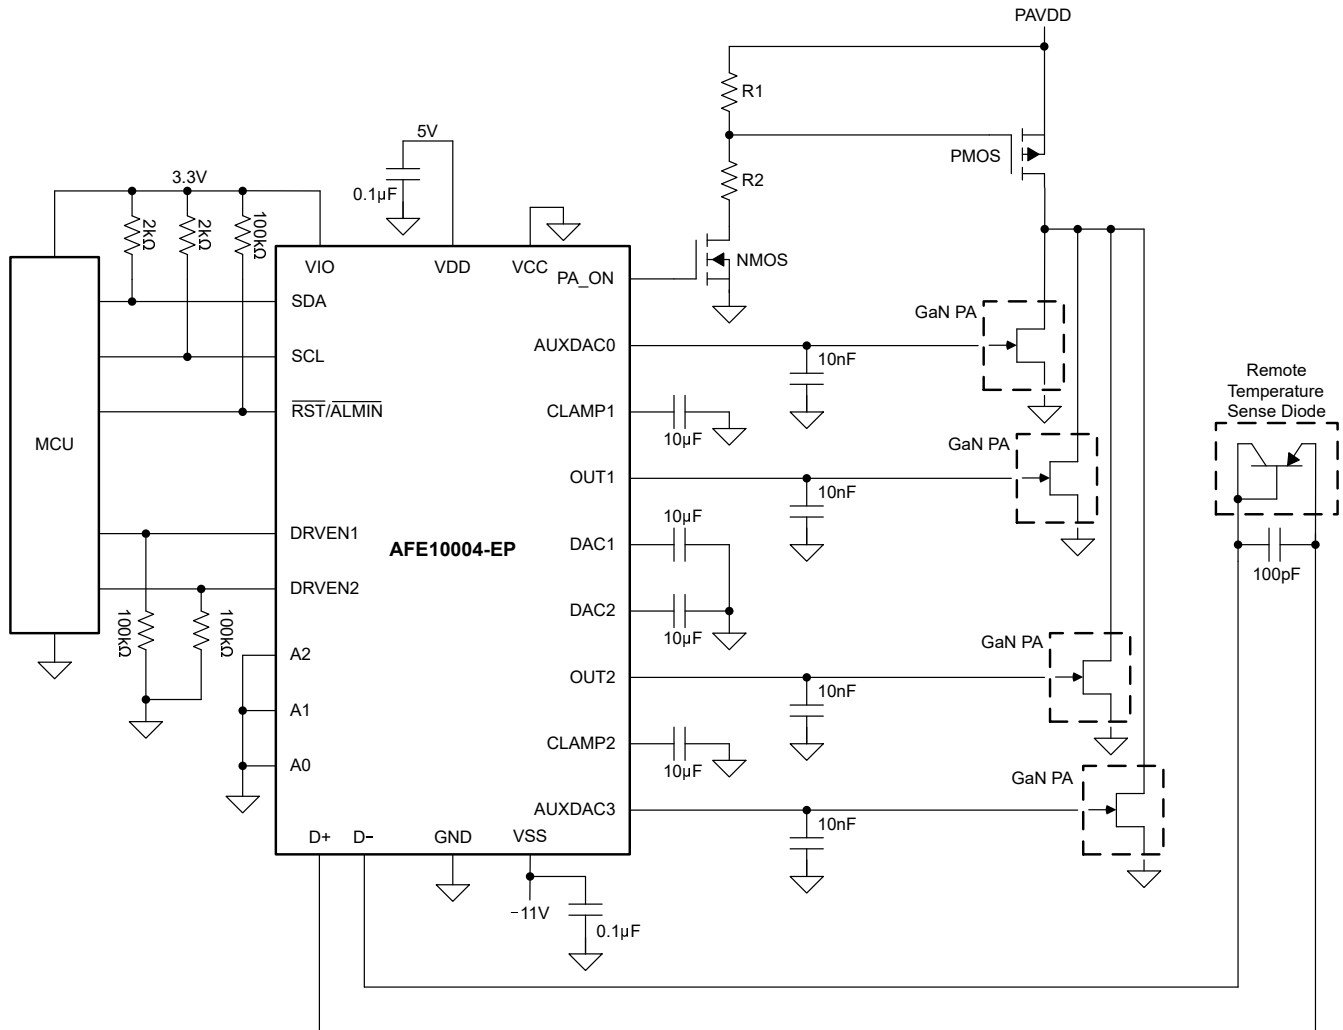 PAVDD
R1
PMOS
R2
5V
0.1µF
3.3V
2kΩ
2kΩ
100kΩ
NMOS
VIO
VDD
VCC
PA_ON
SDA
GaN PA
SCL
AUXDAC0
10nF
Remote
Temperature
Sense Diode
RST/ALMIN
CLAMP1
10µF
MCU
GaN PA
OUT1
10nF
10µF
DRVEN1
AFE10004-EP
DAC1
100pF
DRVEN2
DAC2
10µF
100kΩ
100kΩ
GaN PA
A2
OUT2
10nF
A1
CLAMP2
10µF
A0
GaN PA
AUXDAC3
10nF
D+
D−
GND
VSS
−11V
0.1µF